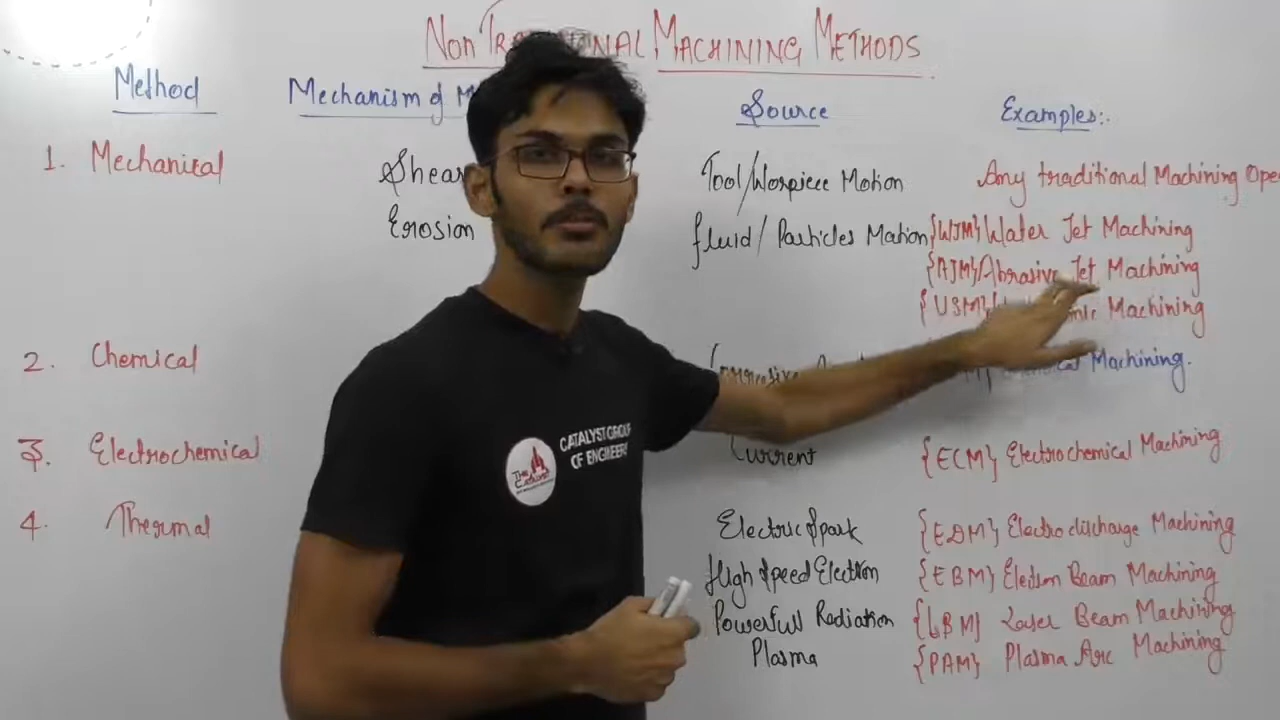 Non Machining Methods
Method Mechanism of Source Examples:.
1. Mechanical Shear Tool/Worpiece Motion Any traditional Machining Ope
Erosion fluid/Particles Motion {WJM} Water Jet Machining
{AJM} Abrasive Jet Machining
{USM} Machining
2. Chemical Machining.
3. Electrochemical Current {ECM} Electrochemical Machining
4. Thermal Electric Spark {EDM} Electrodischarge Machining
High Speed Electron {EBM} Electron Beam Machining
Powerfull Radiation {LBM} Laser Beam Machining
Plasma {PAM} Plasma Arc Machining
CATALYST GROUP
OF ENGINEERS